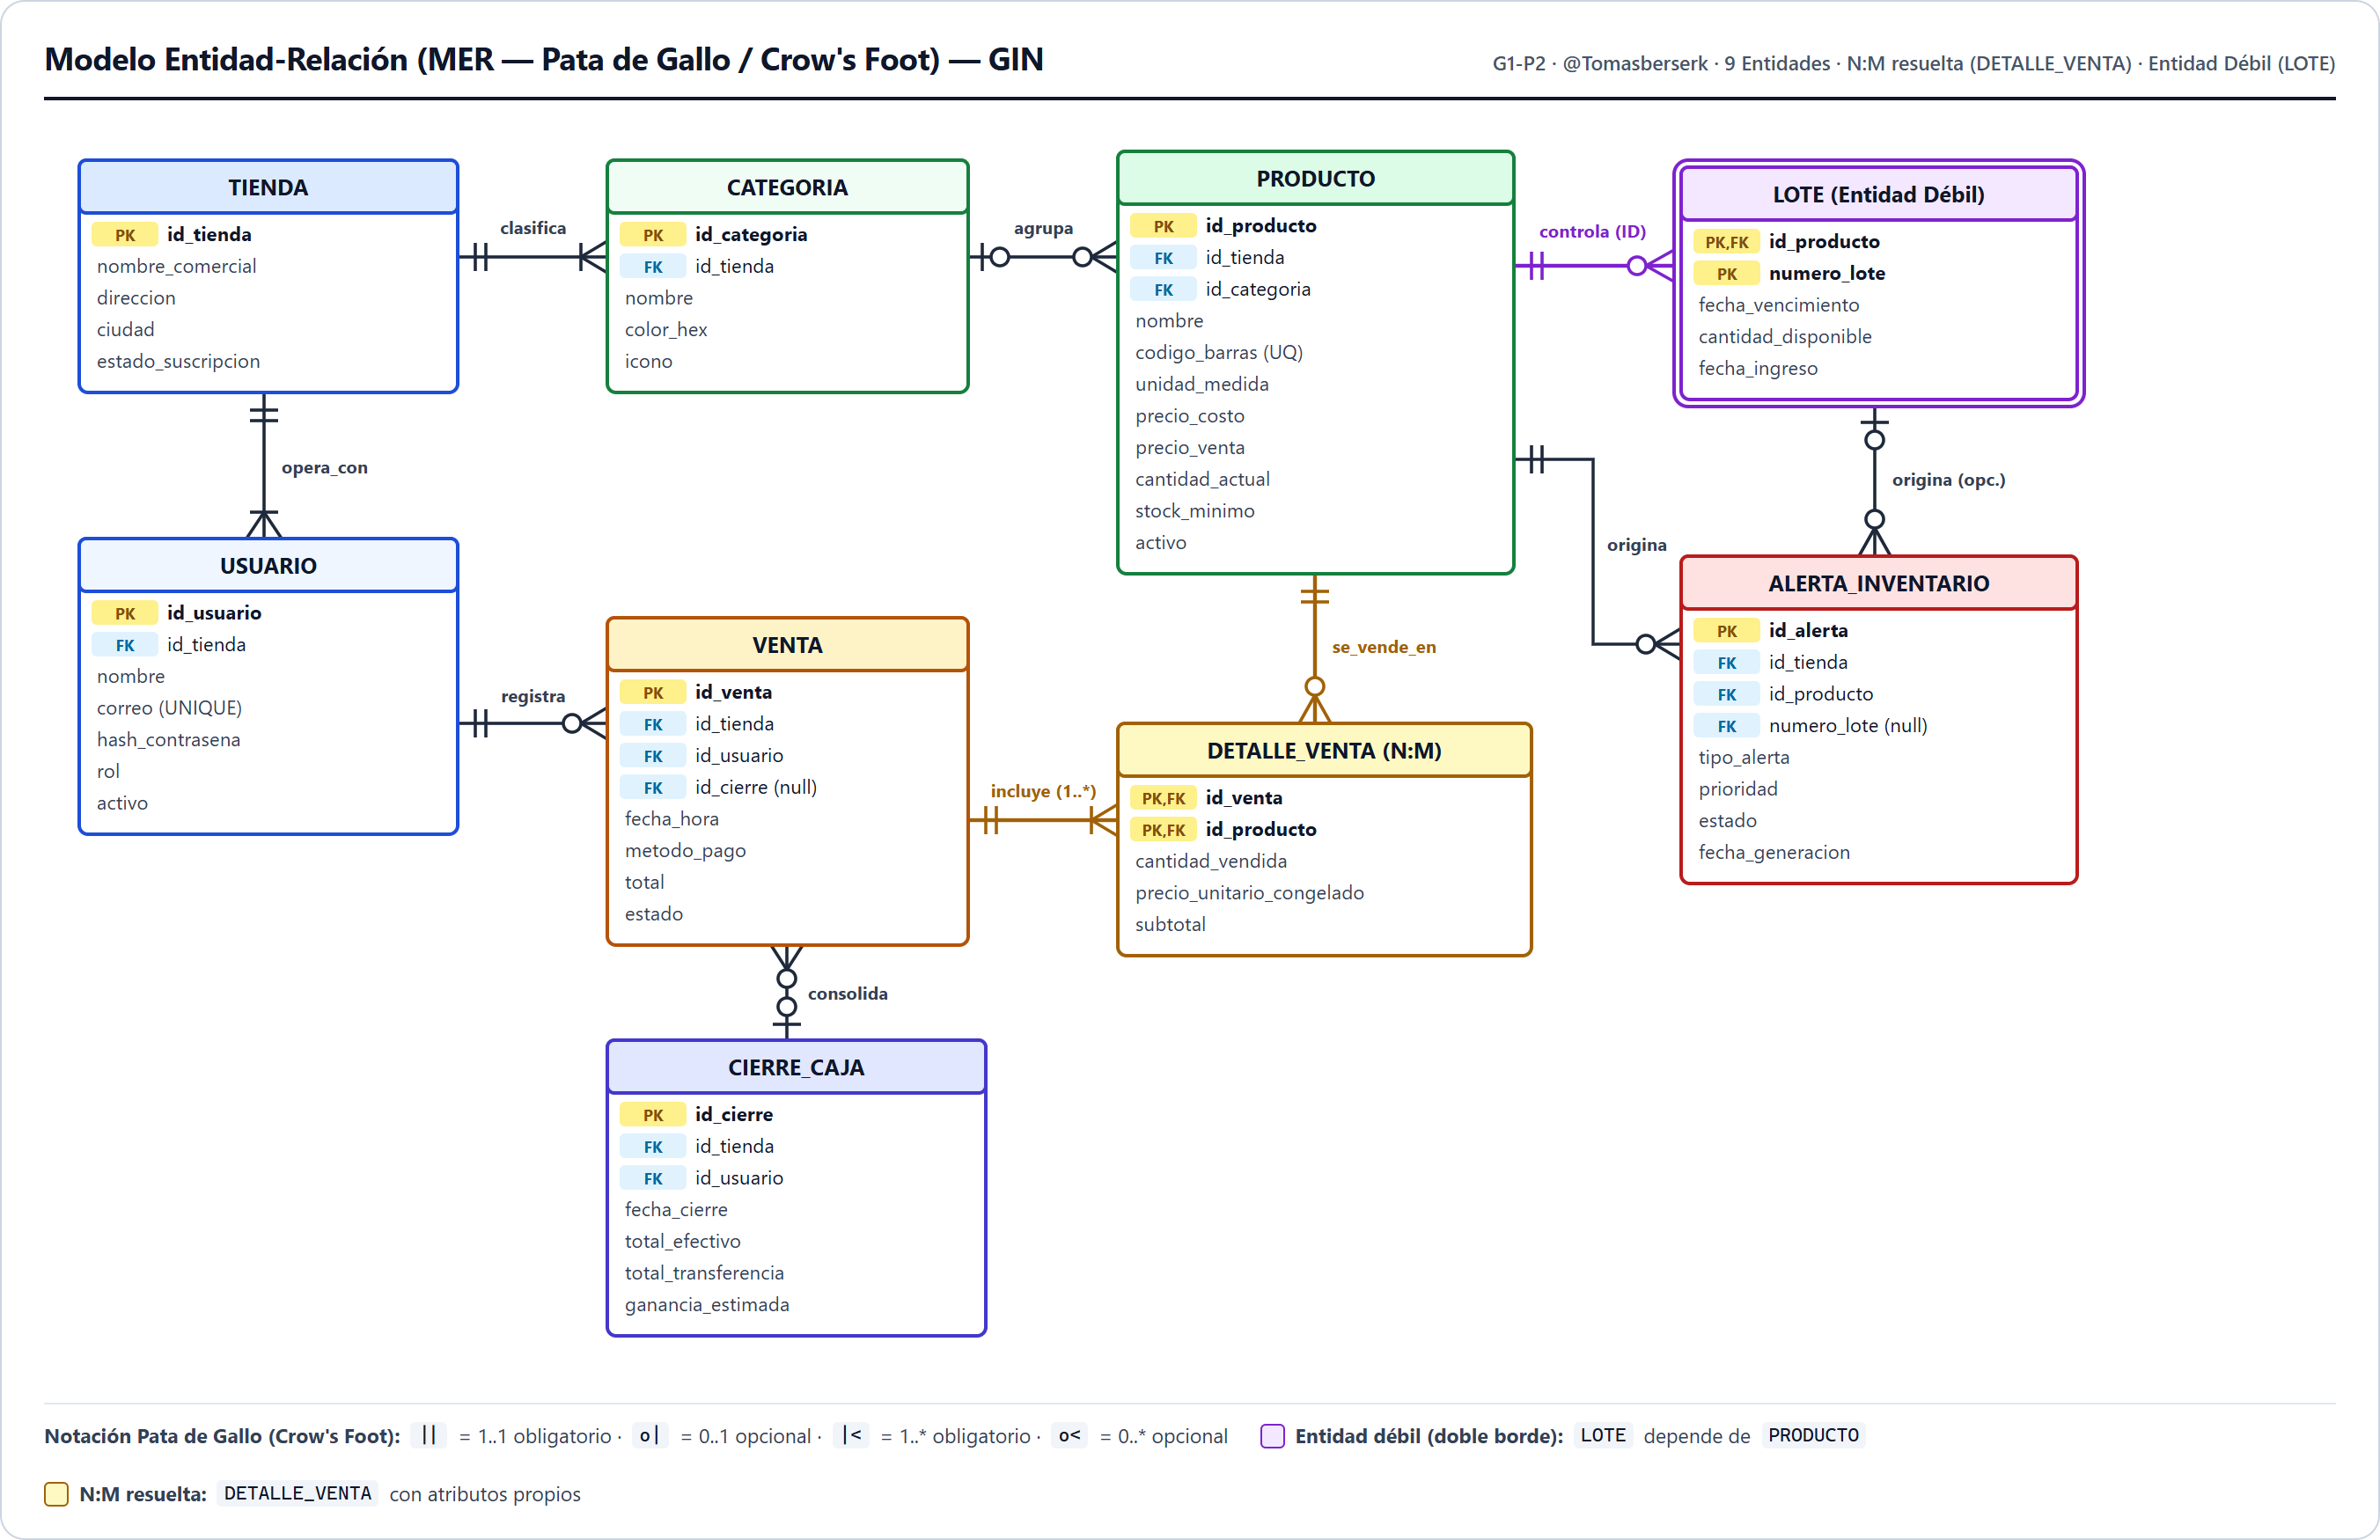 Modelo Entidad-Relación (MER — Pata de Gallo / Crow's Foot) — GIN
G1-P2 · @Tomasberserk · 9 Entidades · N:M resuelta (DETALLE_VENTA) · Entidad Débil (LOTE)
TIENDA
PK id_tienda
nombre_comercial
direccion
ciudad
estado_suscripcion
clasifica
CATEGORIA
PK id_categoria
FK id_tienda
nombre
color_hex
icono
agrupa
PRODUCTO
PK id_producto
FK id_tienda
FK id_categoria
nombre
codigo_barras (UQ)
unidad_medida
precio_costo
precio_venta
cantidad_actual
stock_minimo
activo
controla (ID)
LOTE (Entidad Débil)
PK,FK id_producto
PK numero_lote
fecha_vencimiento
cantidad_disponible
fecha_ingreso
opera_con
origina (opc.)
origina
USUARIO
PK id_usuario
FK id_tienda
nombre
correo (UNIQUE)
hash_contrasena
rol
activo
registra
VENTA
PK id_venta
FK id_tienda
FK id_usuario
FK id_cierre (null)
fecha_hora
metodo_pago
total
estado
se_vende_en
incluye (1..*)
DETALLE_VENTA (N:M)
PK,FK id_venta
PK,FK id_producto
cantidad_vendida
precio_unitario_congelado
subtotal
ALERTA_INVENTARIO
PK id_alerta
FK id_tienda
FK id_producto
FK numero_lote (null)
tipo_alerta
prioridad
estado
fecha_generacion
consolida
CIERRE_CAJA
PK id_cierre
FK id_tienda
FK id_usuario
fecha_cierre
total_efectivo
total_transferencia
ganancia_estimada
Notación Pata de Gallo (Crow's Foot): || = 1..1 obligatorio · o| = 0..1 opcional · |< = 1..* obligatorio · o< = 0..* opcional
Entidad débil (doble borde): LOTE depende de PRODUCTO
N:M resuelta: DETALLE_VENTA con atributos propios